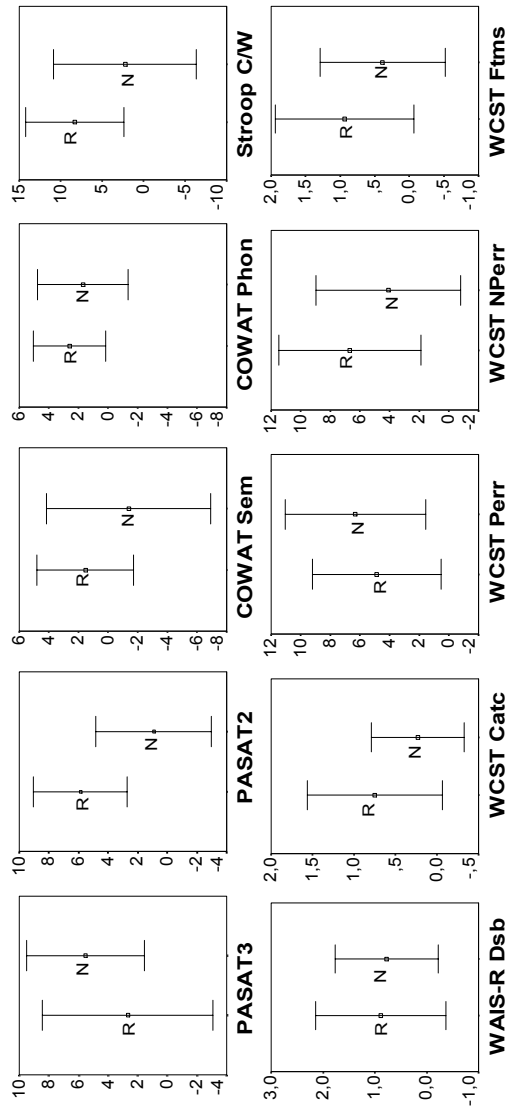 10
8
6
4
2
0
-2
-4
R
N
PASAT3
10
8
6
4
2
0
-2
-4
R
N
PASAT2
6
4
2
0
-2
-4
-6
-8
R
N
COWAT Sem
6
4
2
0
-2
-4
-6
-8
R
N
COWAT Phon
15
10
5
0
-5
-10
R
N
Stroop C/W
3,0
2,0
1,0
0,0
-1,0
R
N
WAIS-R Dsb
2,0
1,5
1,0
,5
0,0
-,5
R
N
WCST Catc
12
10
8
6
4
2
0
-2
R
N
WCST Perr
12
10
8
6
4
2
0
-2
R
N
WCST NPerr
2,0
1,5
1,0
,5
0,0
-,5
-1,0
R
N
WCST Ftms